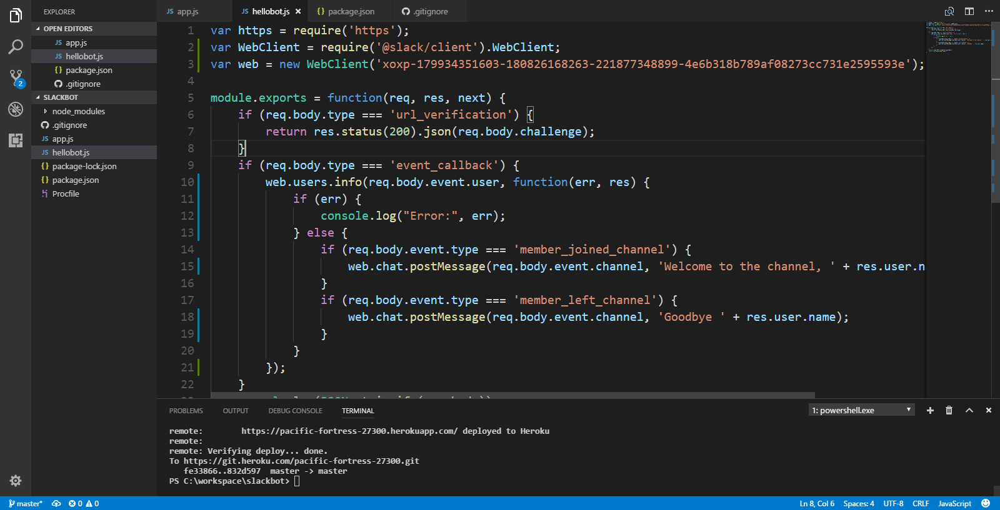 EXPLORER
OPEN EDITORS
JS app.js
JS hellobot.js
{} package.json
.gitignore
SLACKBOT
node_modules
.gitignore
JS app.js
JS hellobot.js
{} package-lock.json
{} package.json
Procfile
2
JS app.js
JS hellobot.js ×
{} package.json
.gitignore
1 var https = require('https');
2 var WebClient = require('@slack/client').WebClient;
3 var web = new WebClient('xoxp-179934351603-180826168263-221877348899-4e6b318b789af08273cc731e2595593e');
4
5 module.exports = function(req, res, next) {
6 if (req.body.type === 'url_verification') {
7 return res.status(200).json(req.body.challenge);
8 }
9 if (req.body.type === 'event_callback') {
10 web.users.info(req.body.event.user, function(err, res) {
11 if (err) {
12 console.log("Error:", err);
13 } else {
14 if (req.body.event.type === 'member_joined_channel') {
15 web.chat.postMessage(req.body.event.channel, 'Welcome to the channel, ' + res.user.n
16 }
17 if (req.body.event.type === 'member_left_channel') {
18 web.chat.postMessage(req.body.event.channel, 'Goodbye ' + res.user.name);
19 }
20 }
21 });
22 }
PROBLEMS OUTPUT DEBUG CONSOLE TERMINAL
1: powershell.exe
remote: https://pacific-fortress-27300.herokuapp.com/ deployed to Heroku
remote:
remote: Verifying deploy... done.
To https://git.heroku.com/pacific-fortress-27300.git
fe33866..832d597 master -> master
PS C:\workspace\slackbot>
master* 0 0
Ln 8, Col 6 Spaces: 4 UTF-8 CRLF JavaScript